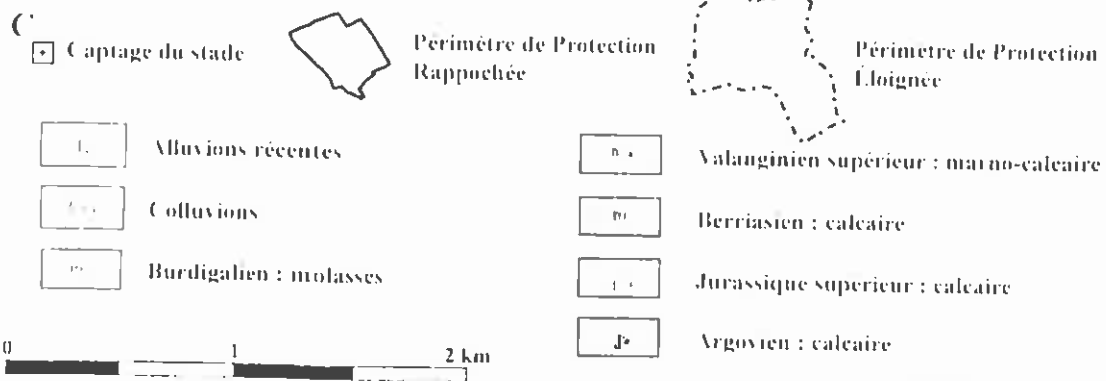 Captage du stade
Périmètre de Protection
Rappochée
Périmètre de Protection
Éloignée
Alluvions récentes
Colluvions
Burdigalien : molasses
Valanginien supérieur : marno-calcaire
Berriasien : calcaire
Jurassique superieur : calcaire
Argovien : calcaire
0 1 2 km